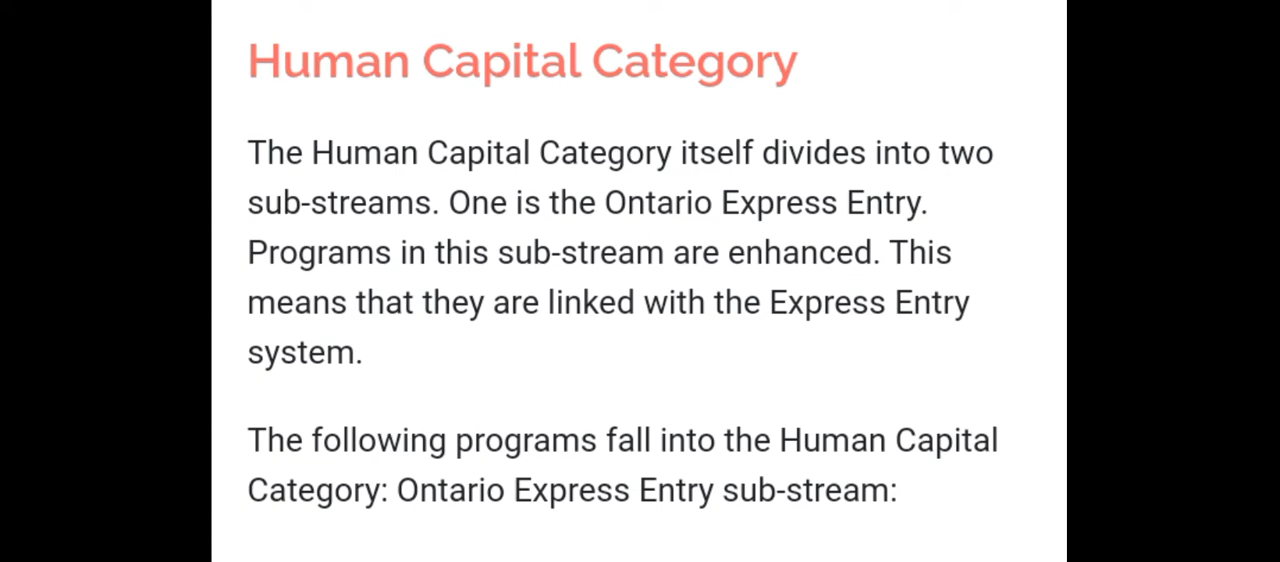 Human Capital Category
The Human Capital Category itself divides into two
sub-streams. One is the Ontario Express Entry.
Programs in this sub-stream are enhanced. This
means that they are linked with the Express Entry
system.
The following programs fall into the Human Capital
Category: Ontario Express Entry sub-stream: